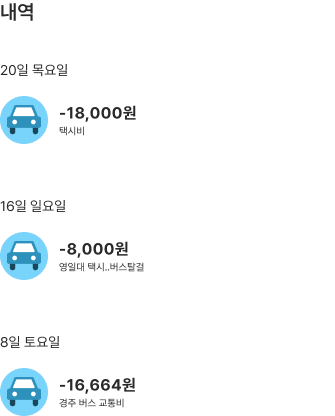 내역
20일 목요일
-18,000원
택시비
16일 일요일
-8,000원
영일대 택시..버스탈걸
8일 토요일
-16,664원
경주 버스 교통비